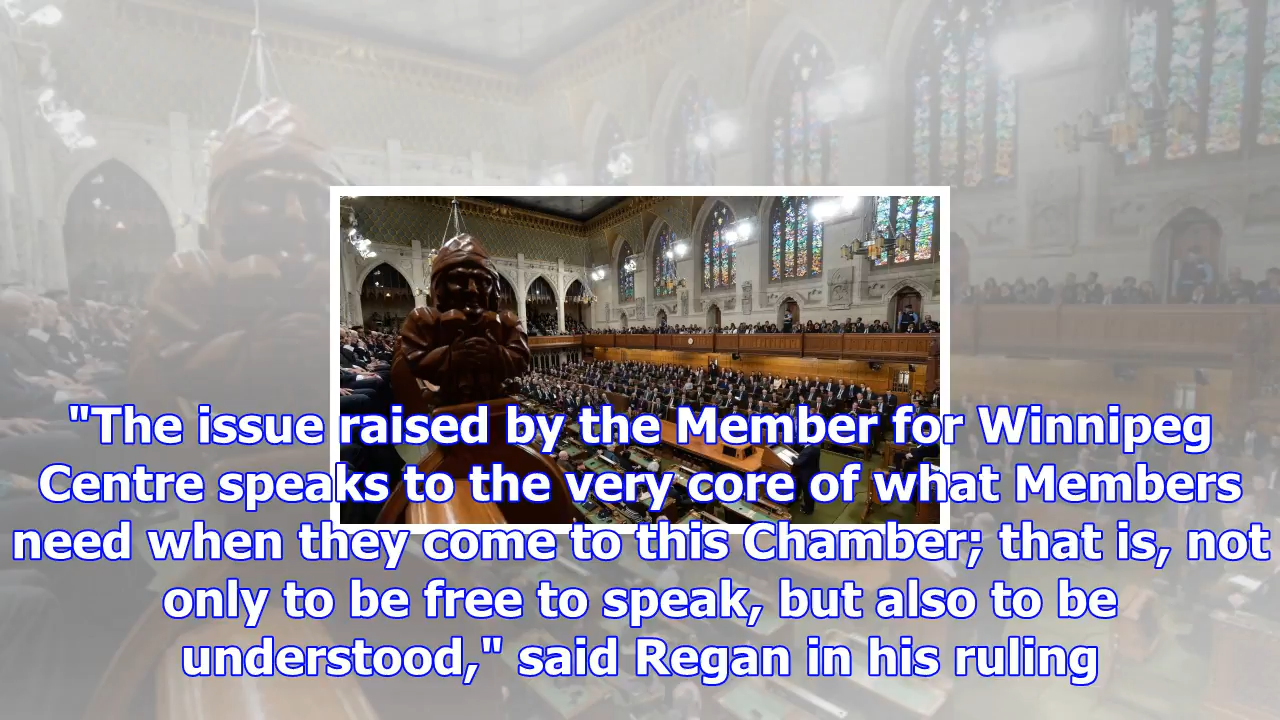 "The issue raised by the Member for Winnipeg
Centre speaks to the very core of what Members
need when they come to this Chamber; that is, not
only to be free to speak, but also to be
understood," said Regan in his ruling